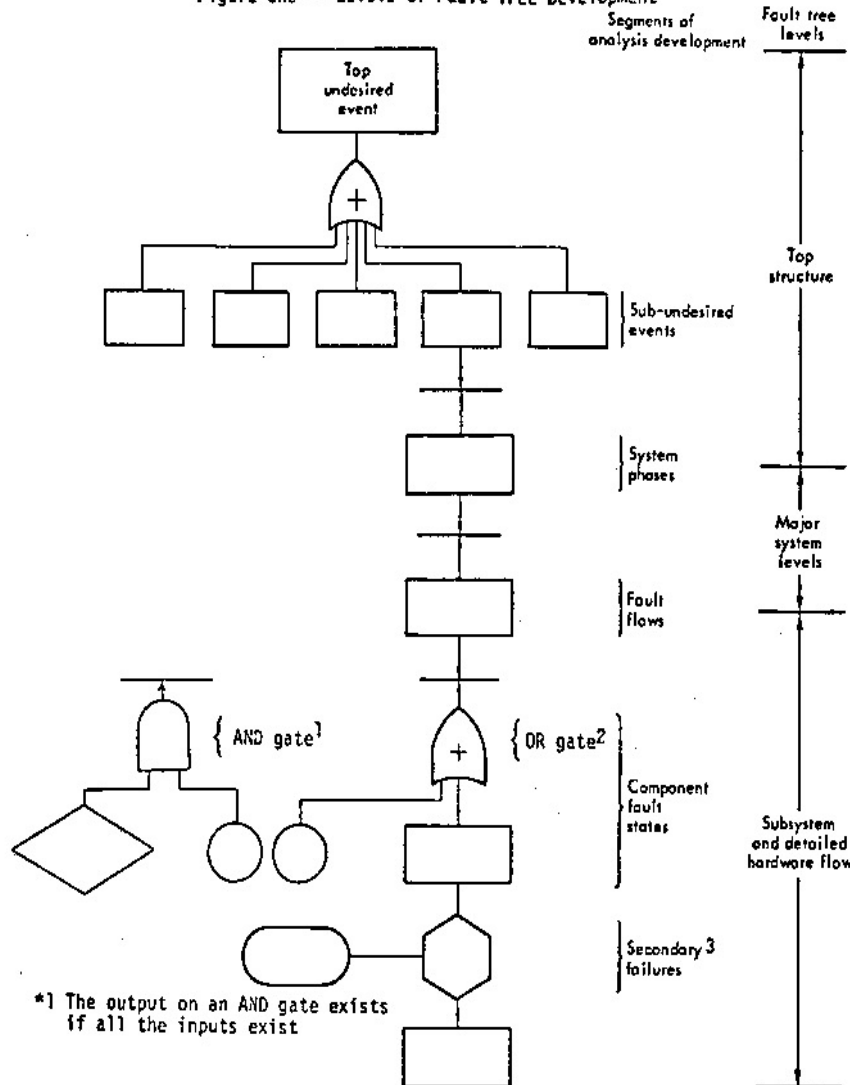 Segments of
analysis development
Fault tree
levels
Top
undesired
event
+
Top
structure
Sub-undesired
events
System
phases
Major
system
levels
Fault
flows
{ AND gate1
+
{ OR gate2
Component
fault
states
Subsystem
and detailed
hardware flow
Secondary 3
failures
*1 The output on an AND gate exists
if all the inputs exist